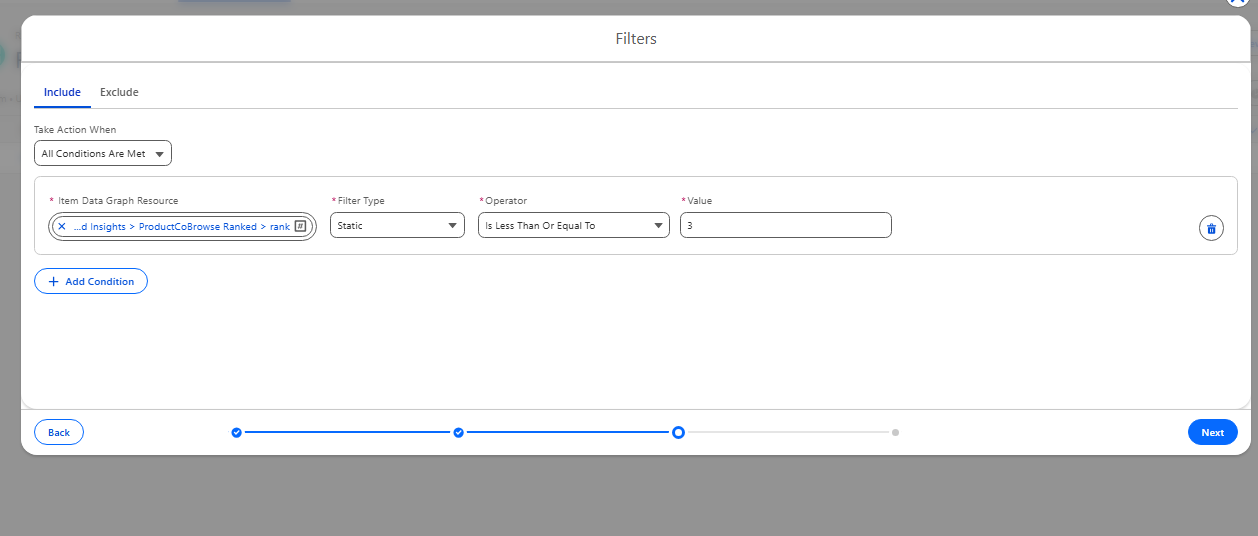 Filters
Include Exclude
Take Action When
All Conditions Are Met
* Item Data Graph Resource * Filter Type * Operator * Value
...d Insights > ProductCoBrowse Ranked > rank Static Is Less Than Or Equal To 3
Add Condition
Back Next